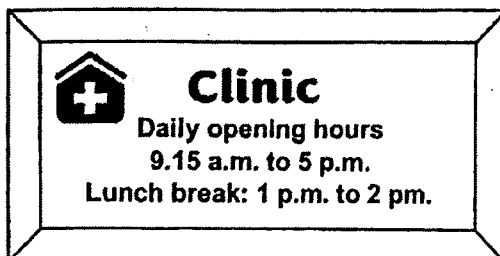 Clinic
Daily opening hours
9.15 a.m. to 5 p.m.
Lunch break: 1 p.m. to 2 pm.